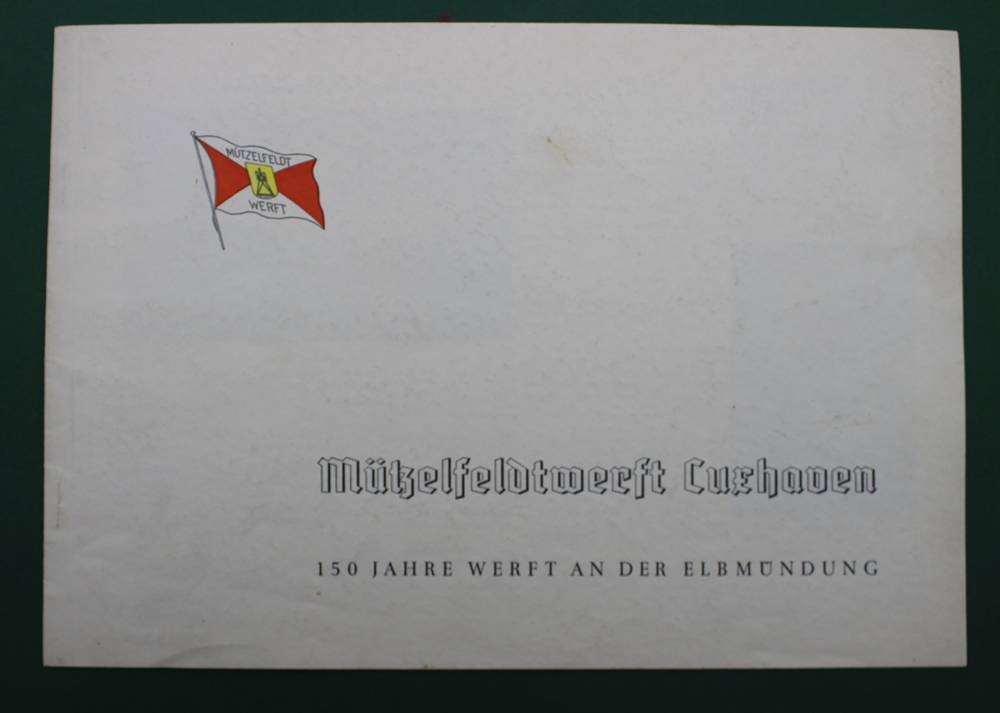 MÜTZELFELDT
WERFT
Mützelfeldtwerft Cuxhaven
150 JAHRE WERFT AN DER ELBMÜNDUNG